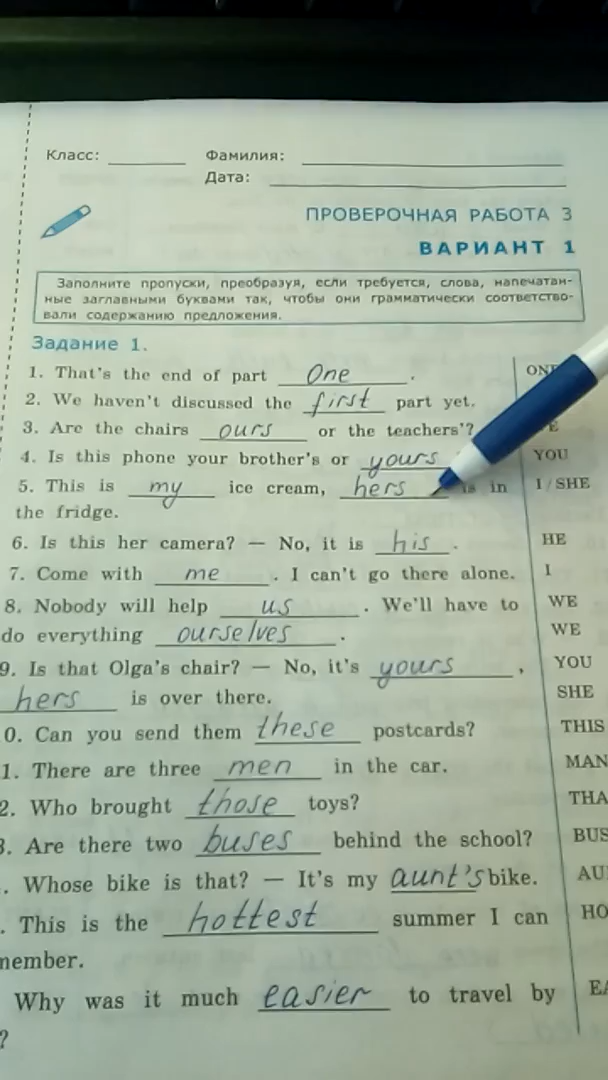 Класс: Фамилия:
Дата:
ПРОВЕРОЧНАЯ РАБОТА 3
ВАРИАНТ 1
Заполните пропуски, преобразуя, если требуется, слова, напечатан-
ные заглавными буквами так, чтобы они грамматически соответство-
вали содержанию предложения.
Задание 1.
1. That's the end of part One.
2. We haven't discussed the first part yet.
3. Are the chairs ours or the teachers'?
4. Is this phone your brother's or yours YOU
5. This is my ice cream, hers is in I/SHE
the fridge.
6. Is this her camera? — No, it is his. HE
7. Come with me. I can't go there alone. I
8. Nobody will help us. We'll have to WE
do everything ourselves. WE
9. Is that Olga's chair? — No, it's yours, YOU
hers is over there. SHE
0. Can you send them these postcards? THIS
1. There are three men in the car. MAN
2. Who brought those toys? THA
3. Are there two buses behind the school? BUS
. Whose bike is that? — It's my aunt's bike. AU
. This is the hottest summer I can HO
member.
Why was it much easier to travel by EA
?